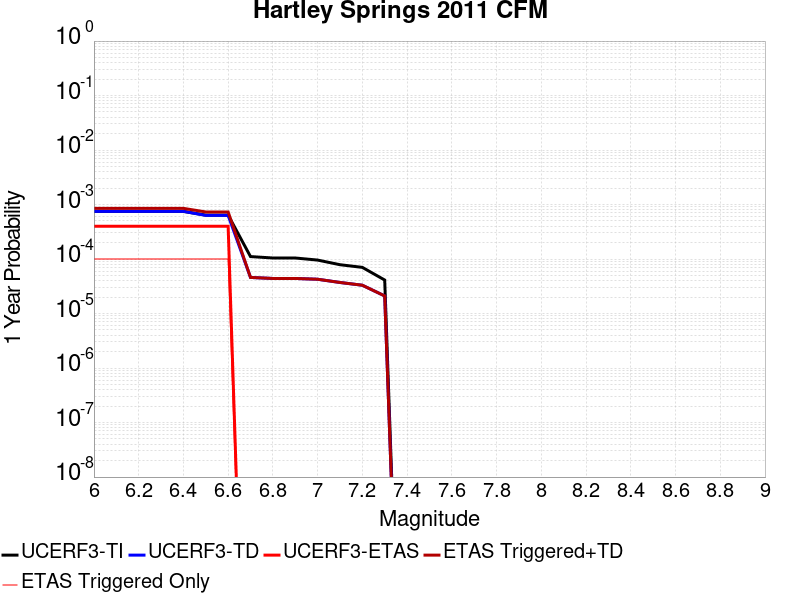 Hartley Springs 2011 CFM
10^0
10^-1
10^-2
10^-3
10^-4
10^-5
10^-6
10^-7
10^-8
1 Year Probability
6 6.2 6.4 6.6 6.8 7 7.2 7.4 7.6 7.8 8 8.2 8.4 8.6 8.8 9
Magnitude
UCERF3-TI UCERF3-TD UCERF3-ETAS ETAS Triggered+TD
ETAS Triggered Only